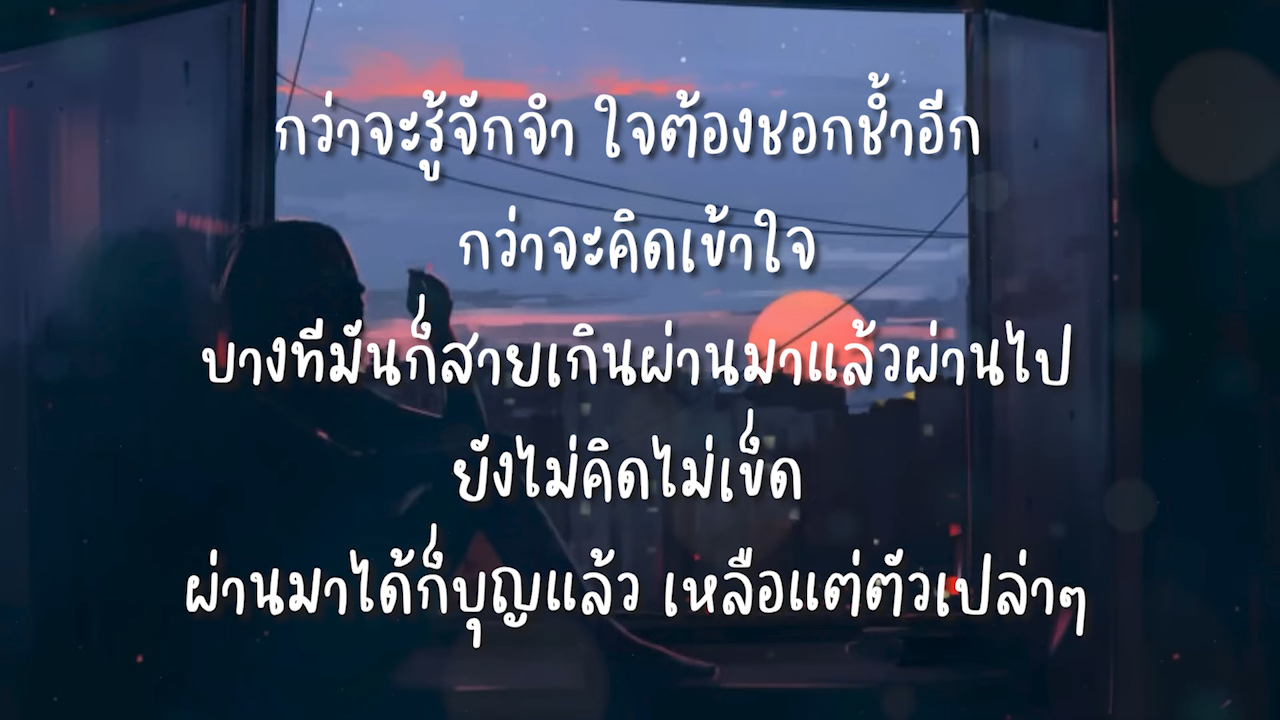 กว่าจะรู้จักจำ ใจต้องชอกช้ำอีก
กว่าจะคิดเข้าใจ
บางทีมันก็สายเกินผ่านมาแล้วผ่านไป
ยังไม่คิดไม่เข็ด
ผ่านมาได้ก็บุญแล้ว เหลือแต่ตัวเปล่าๆ